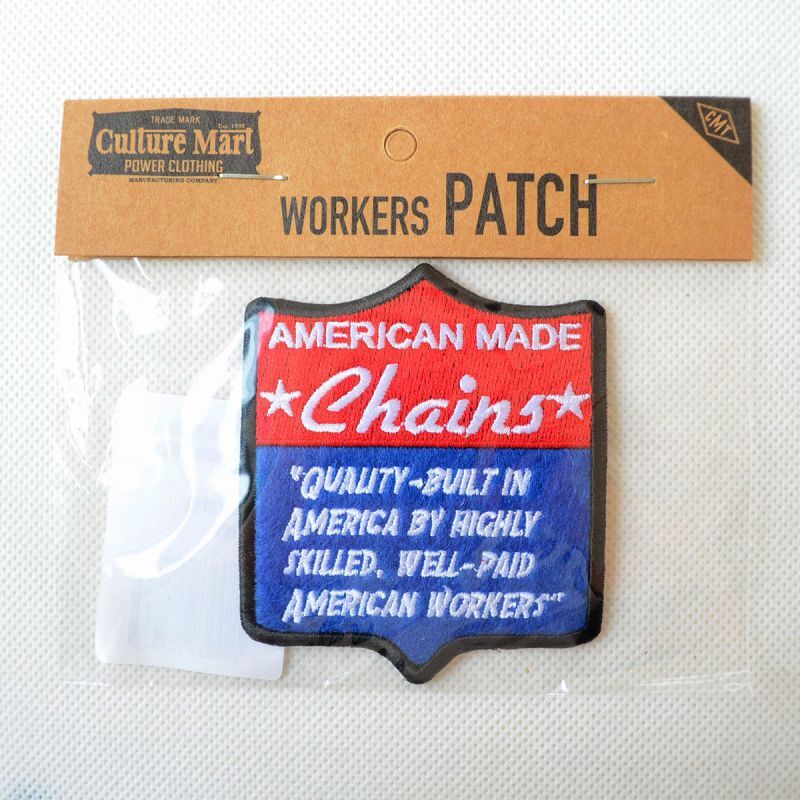 TRADE MARK
Est. 1998
Culture Mart
POWER CLOTHING
MANUFACTURING COMPANY
CMT
WORKERS PATCH
AMERICAN MADE
Chains
"QUALITY-BUILT IN
AMERICA BY HIGHLY
SKILLED, WELL-PAID
AMERICAN WORKERS"